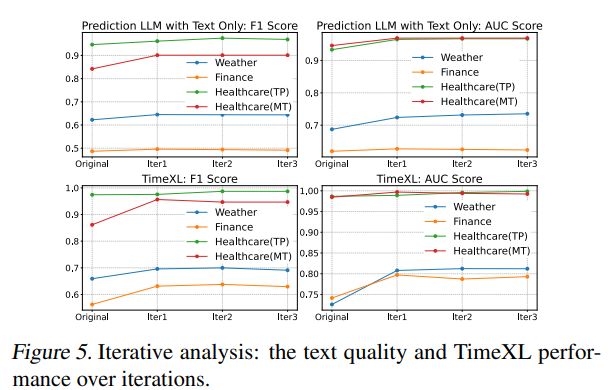 Prediction LLM with Text Only: F1 Score
0.9
0.8
0.7
0.6
0.5
Weather
Finance
Healthcare(TP)
Healthcare(MT)
Original Iter1 Iter2 Iter3
Prediction LLM with Text Only: AUC Score
0.9
0.8
0.7
Weather
Finance
Healthcare(TP)
Healthcare(MT)
Original Iter1 Iter2 Iter3
TimeXL: F1 Score
1.0
0.9
0.8
0.7
0.6
Weather
Finance
Healthcare(TP)
Healthcare(MT)
Original Iter1 Iter2 Iter3
TimeXL: AUC Score
1.00
0.95
0.90
0.85
0.80
0.75
Weather
Finance
Healthcare(TP)
Healthcare(MT)
Original Iter1 Iter2 Iter3
Figure 5. Iterative analysis: the text quality and TimeXL perfor-
mance over iterations.